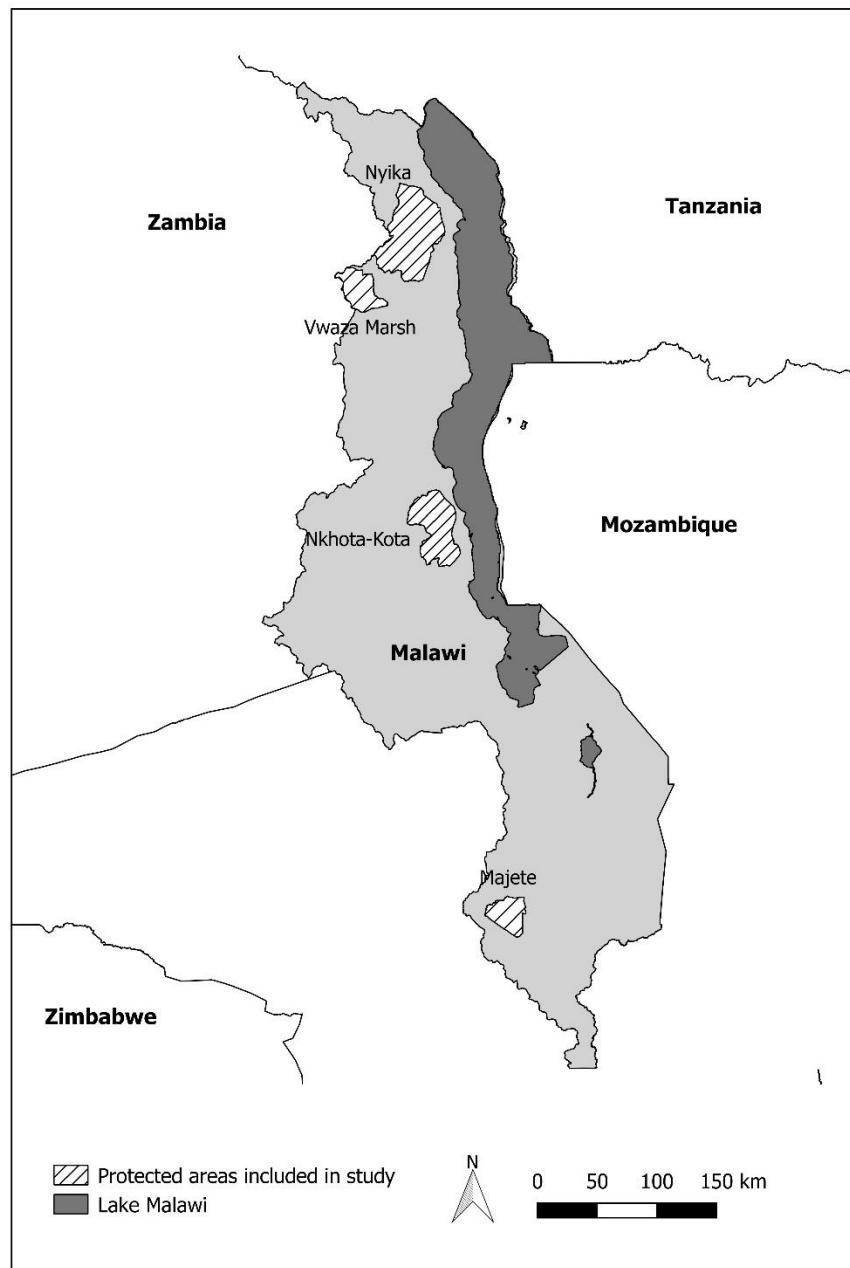 Nyika
Tanzania
Zambia
Vwaza Marsh
Mozambique
Nkhota-Kota
Malawi
Majete
Zimbabwe
Protected areas included in study
Lake Malawi
N
0 50 100 150 km